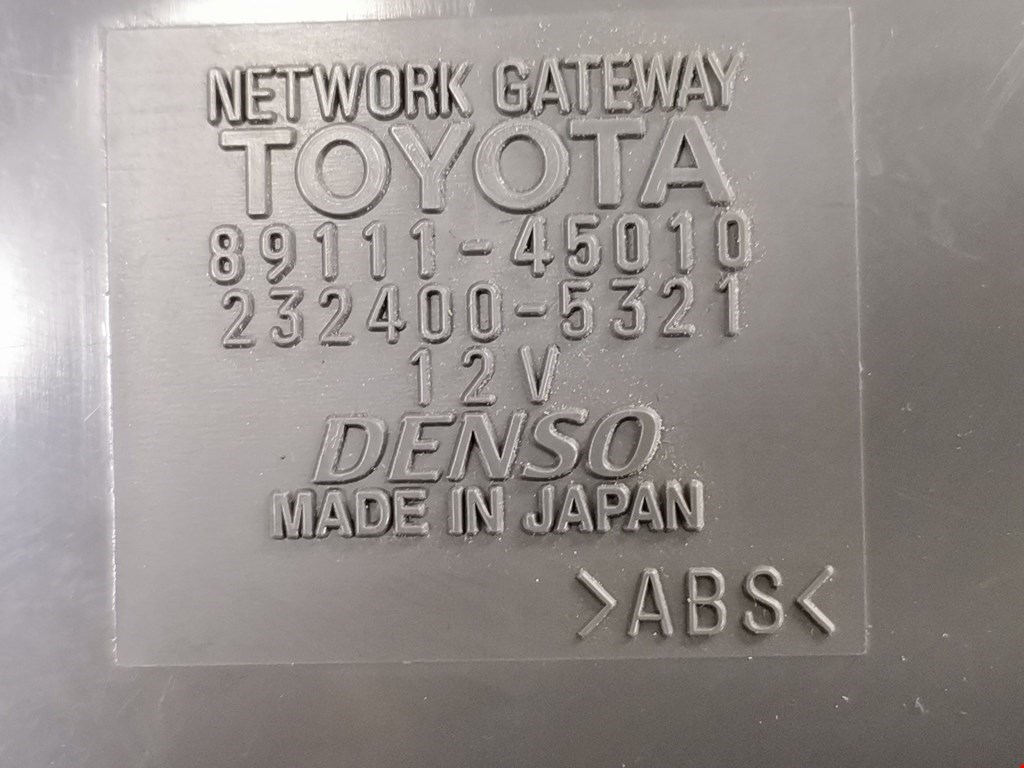 NETWORK GATEWAY
TOYOTA
89111-45010
232400-5321
12V
DENSO
MADE IN JAPAN
>ABS<